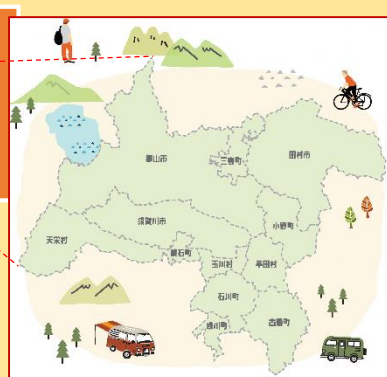 郡山市
三春町
田村市
小野町
須賀川市
天栄村
鏡石町
玉川村
平田村
石川町
浅川町
古殿町